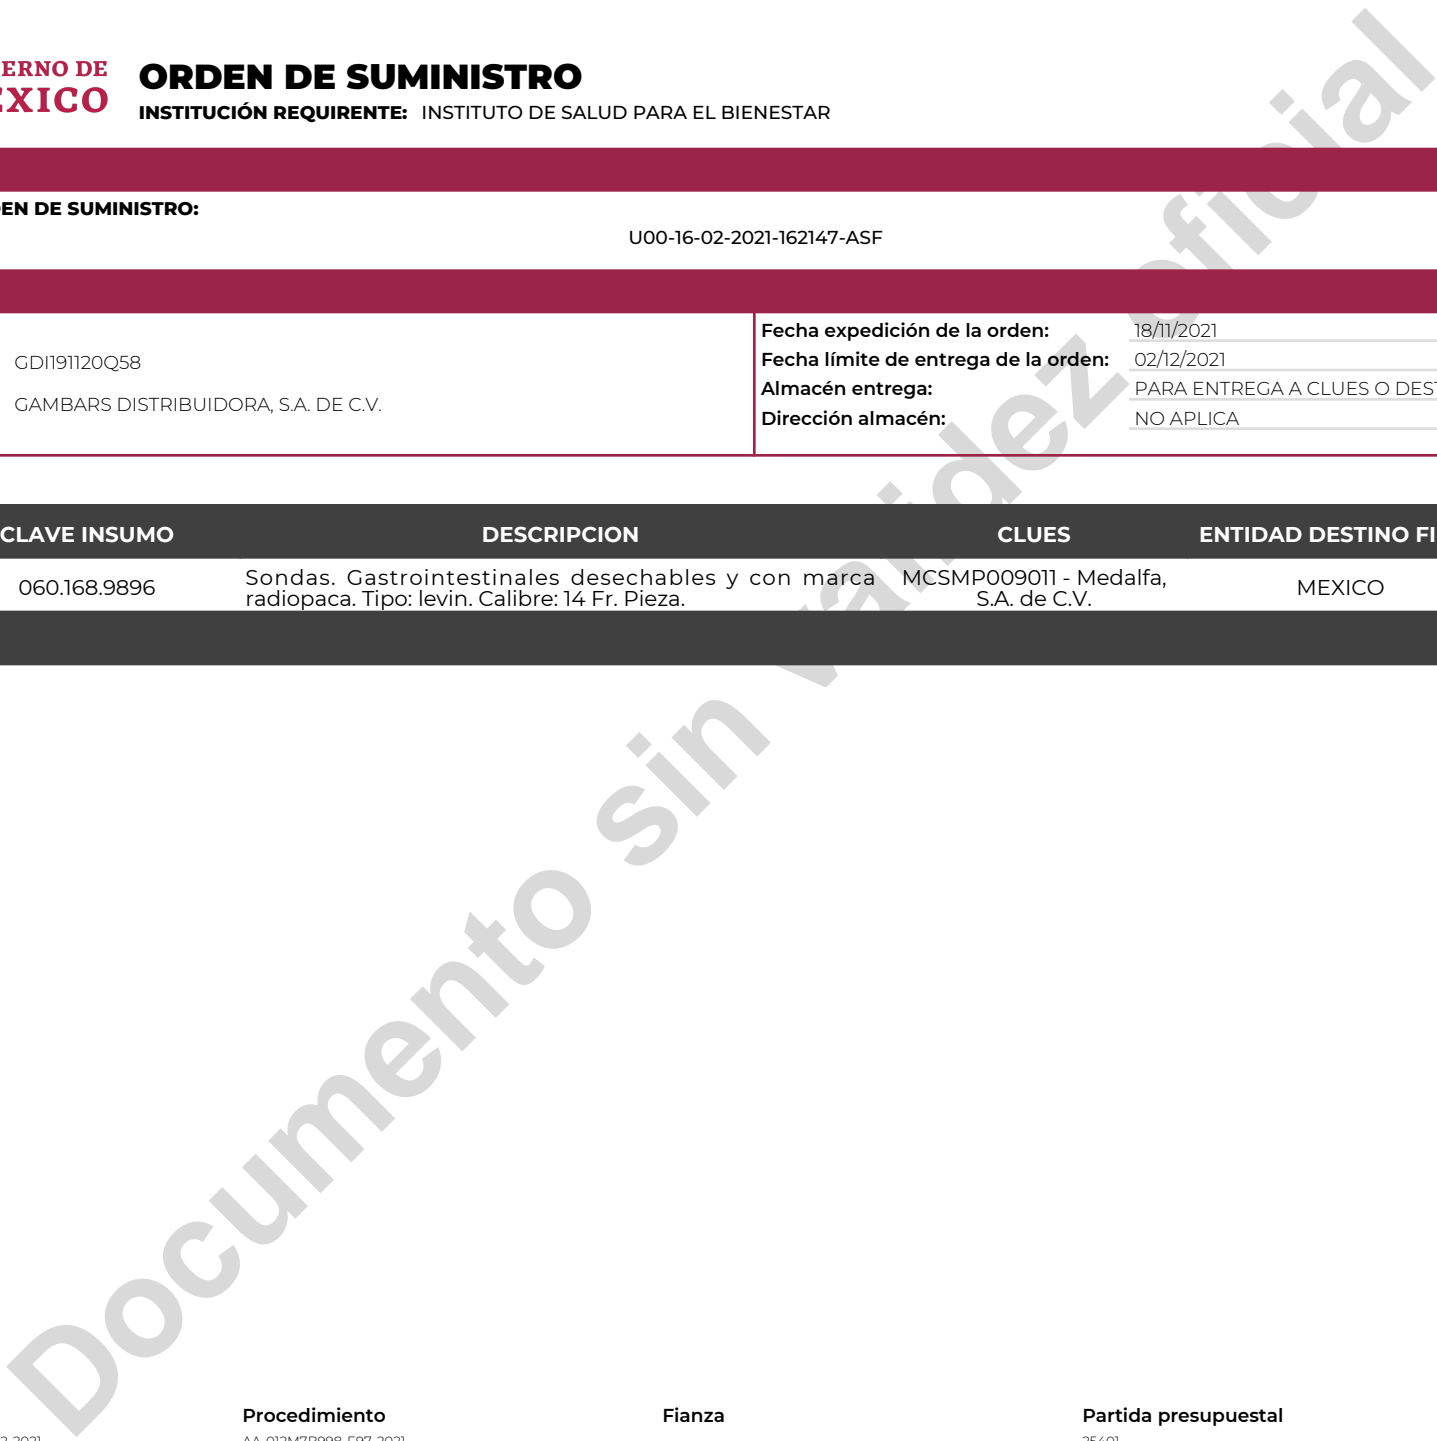 ERNO DE
EXICO
ORDEN DE SUMINISTRO
INSTITUCIÓN REQUIRENTE: INSTITUTO DE SALUD PARA EL BIENESTAR
EN DE SUMINISTRO:
U00-16-02-2021-162147-ASF
GDI191120Q58
GAMBARS DISTRIBUIDORA, S.A. DE C.V.
Fecha expedición de la orden: 18/11/2021
Fecha límite de entrega de la orden: 02/12/2021
Almacén entrega: PARA ENTREGA A CLUES O DEST
Dirección almacén: NO APLICA
CLAVE INSUMO DESCRIPCION CLUES ENTIDAD DESTINO FI
060.168.9896 Sondas. Gastrointestinales desechables y con marca radiopaca. Tipo: levin. Calibre: 14 Fr. Pieza. MCSMP009011 - Medalfa, S.A. de C.V. MEXICO
Documento sin validez oficial
Procedimiento Fianza Partida presupuestal